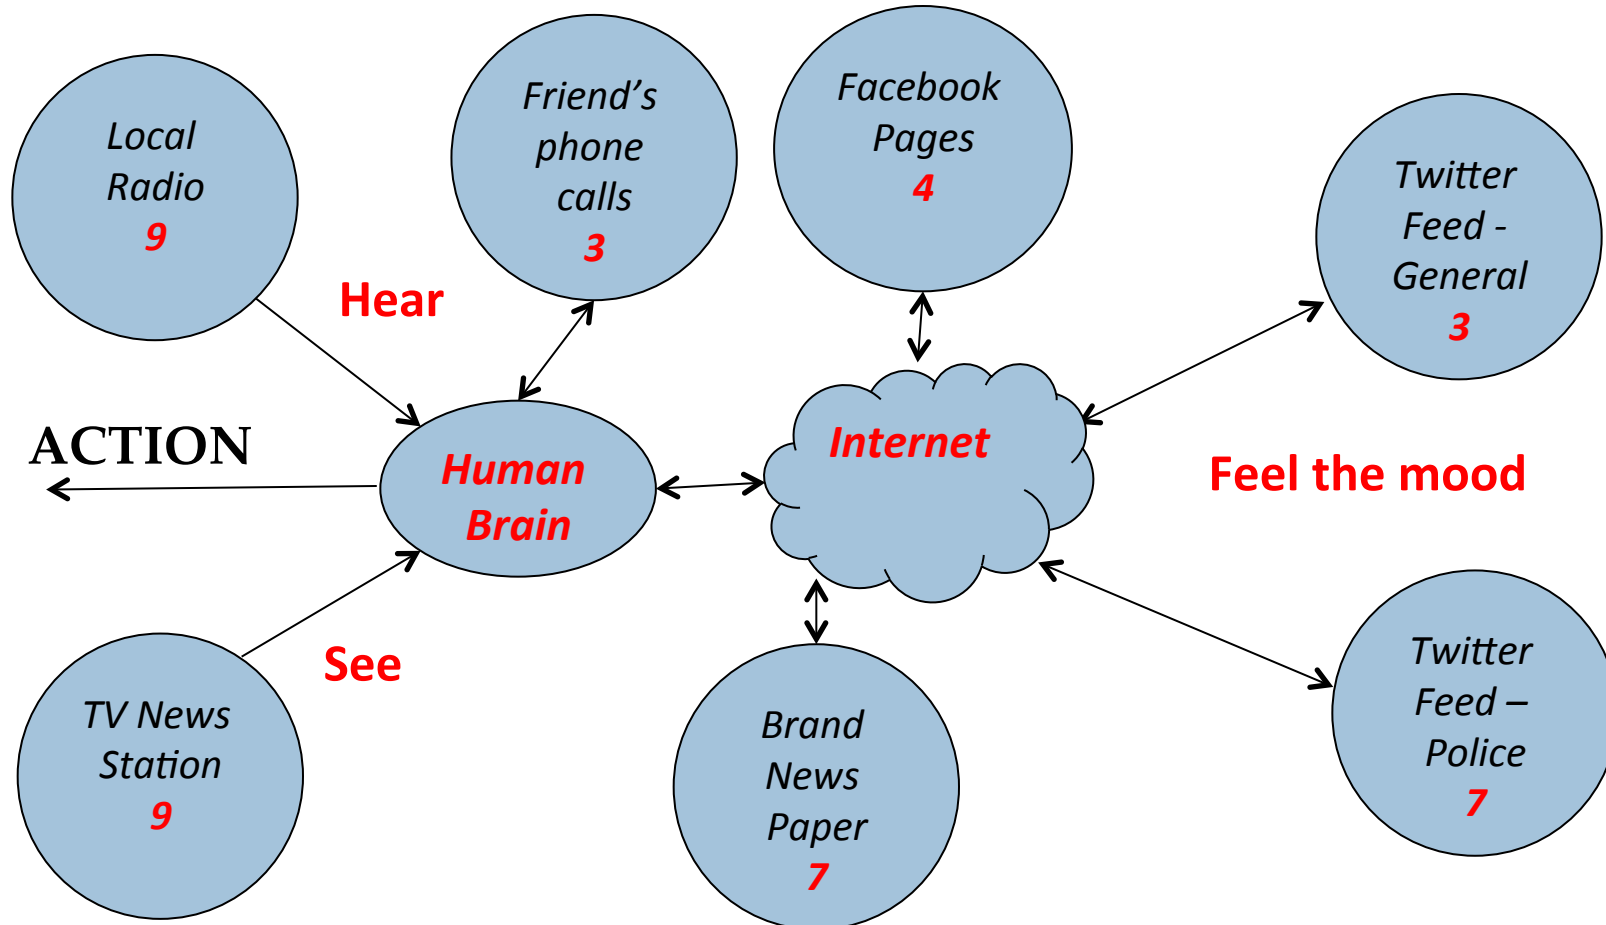 Local
Radio
9
Friend’s
phone
calls
3
Facebook
Pages
4
Twitter
Feed -
General
3
Hear
ACTION
Human
Brain
Internet
Feel the mood
See
TV News
Station
9
Brand
News
Paper
7
Twitter
Feed –
Police
7